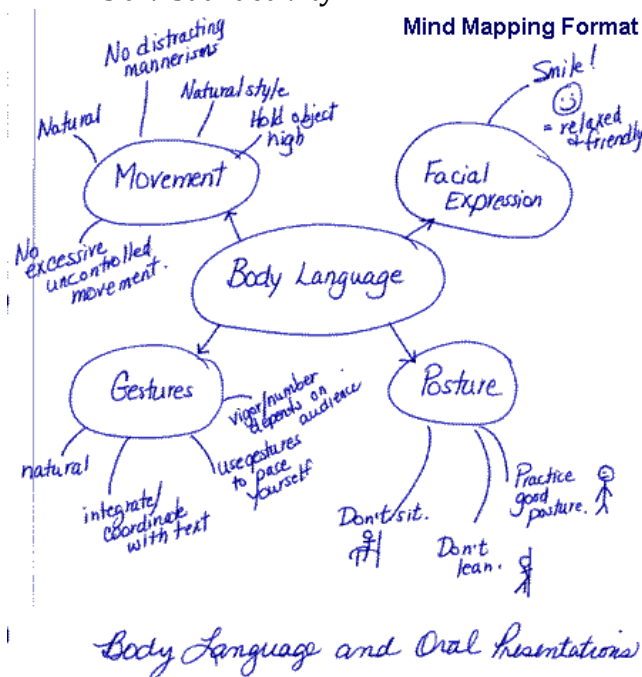 Mind Mapping Format
No distracting
mannerisms
Natural style
Natural
Hold object
high
Movement
No
excessive
uncontrolled
movement.
Smile!
= relaxed
& friendly
Facial
Expression
Body Language
Gestures
vigor/number
depends on
audience
natural
integrate/
coordinate
with text
use gestures
to pace
yourself
Posture
Don't sit.
Don't
lean.
Practice
good
posture.
Body Language and Oral Presentations